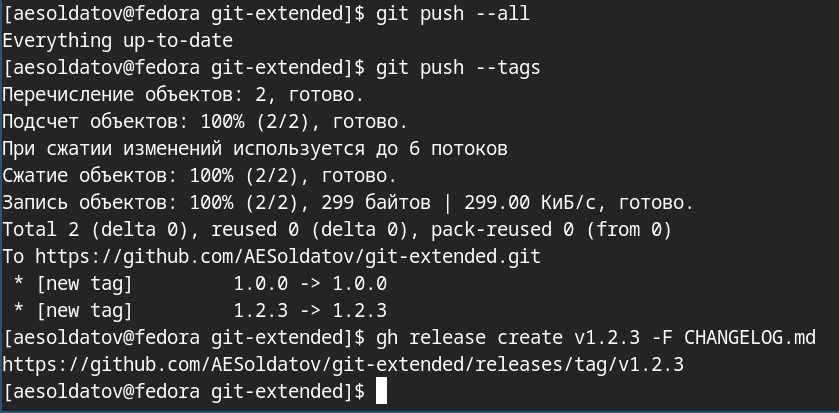 [aesoldatov@fedora git-extended]$ git push --all
Everything up-to-date
[aesoldatov@fedora git-extended]$ git push --tags
Перечисление объектов: 2, готово.
Подсчет объектов: 100% (2/2), готово.
При сжатии изменений используется до 6 потоков
Сжатие объектов: 100% (2/2), готово.
Запись объектов: 100% (2/2), 299 байтов | 299.00 КиБ/с, готово.
Total 2 (delta 0), reused 0 (delta 0), pack-reused 0 (from 0)
To https://github.com/AESoldatov/git-extended.git
 * [new tag]         1.0.0 -> 1.0.0
 * [new tag]         1.2.3 -> 1.2.3
[aesoldatov@fedora git-extended]$ gh release create v1.2.3 -F CHANGELOG.md
https://github.com/AESoldatov/git-extended/releases/tag/v1.2.3
[aesoldatov@fedora git-extended]$